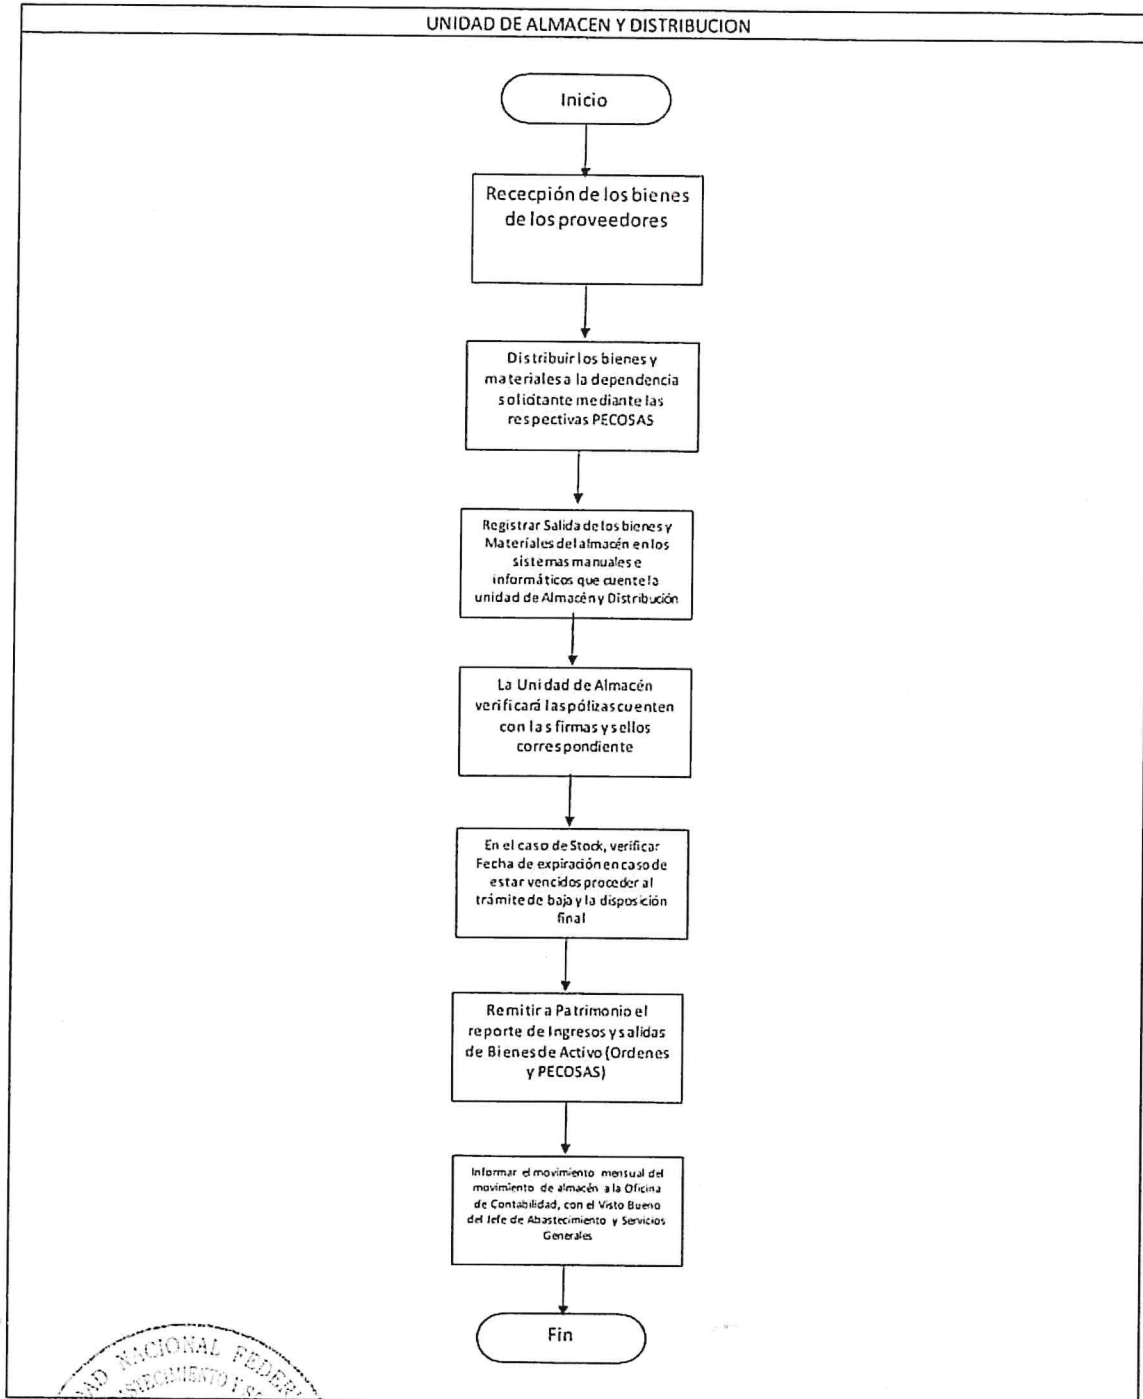 UNIDAD DE ALMACEN Y DISTRIBUCION
Inicio
Rececpión de los bienes
de los proveedores
Distribuir los bienes y
materiales a la dependencia
solicitante mediante las
respectivas PECOSAS
Registrar Salida de los bienes y
Materiales del almacén en los
sistemas manuales e
informáticos que cuente la
unidad de Almacén y Distribución
La Unidad de Almacén
verificará las pólizas cuenten
con las firmas y sellos
correspondiente
En el caso de Stock, verificar
Fecha de expiración en caso de
estar vencidos proceder al
trámite de baja y la disposición
final
Remitir a Patrimonio el
reporte de Ingresos y salidas
de Bienes de Activo (Ordenes
y PECOSAS)
Informar el movimiento mensual del
movimiento de almacén a la Oficina
de Contabilidad, con el Visto Bueno
del Jefe de Abastecimiento y Servicios
Generales
Fin
NACIONAL